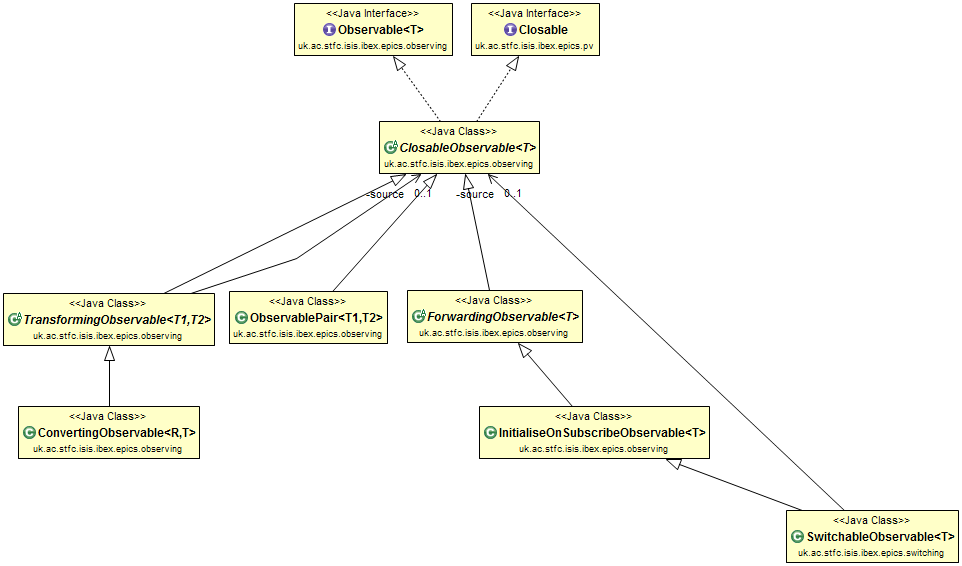 <<Java Interface>>
Observable<T>
uk.ac.stfc.isis.ibex.epics.observing
<<Java Interface>>
Closable
uk.ac.stfc.isis.ibex.epics.pv
<<Java Class>>
ClosableObservable<T>
uk.ac.stfc.isis.ibex.epics.observing
-source 0..1
-source 0..1
<<Java Class>>
TransformingObservable<T1,T2>
uk.ac.stfc.isis.ibex.epics.observing
<<Java Class>>
ObservablePair<T1,T2>
uk.ac.stfc.isis.ibex.epics.observing
<<Java Class>>
ForwardingObservable<T>
uk.ac.stfc.isis.ibex.epics.observing
<<Java Class>>
ConvertingObservable<R,T>
uk.ac.stfc.isis.ibex.epics.observing
<<Java Class>>
InitialiseOnSubscribeObservable<T>
uk.ac.stfc.isis.ibex.epics.observing
<<Java Class>>
SwitchableObservable<T>
uk.ac.stfc.isis.ibex.epics.switching